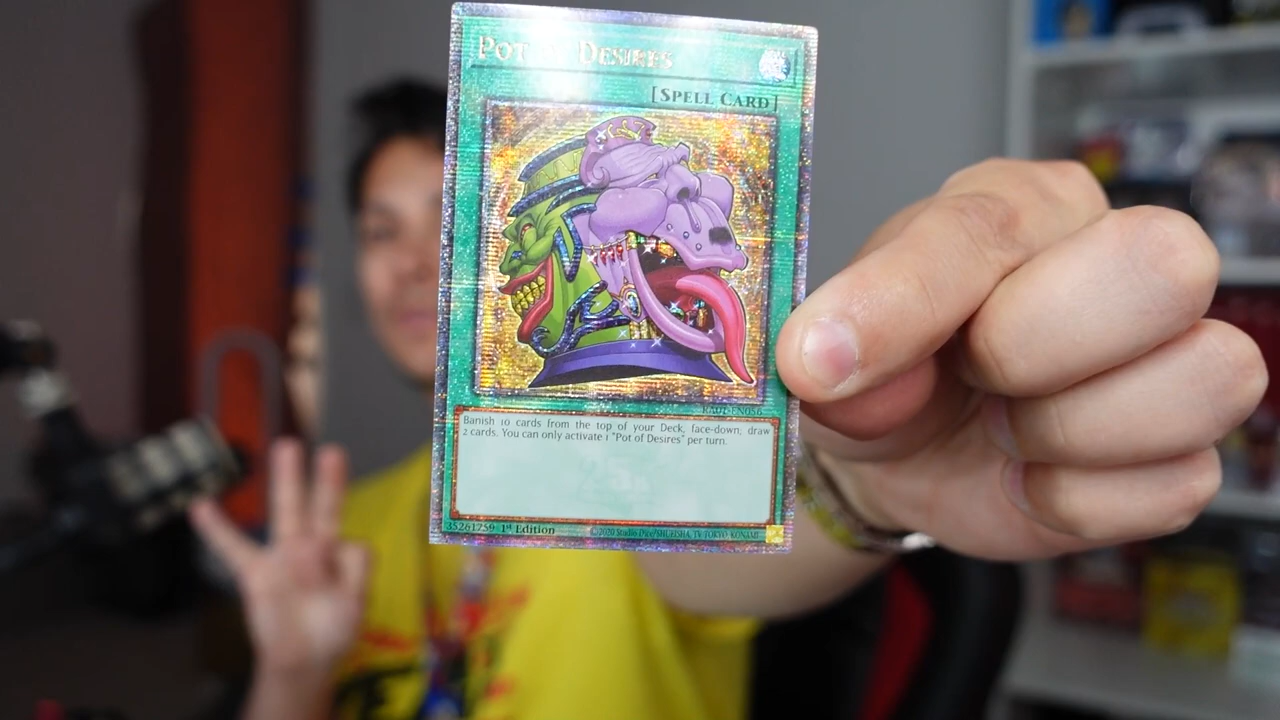 POT OF DESIRES
[SPELL CARD]
RA01-EN056
Banish 10 cards from the top of your Deck, face-down; draw
2 cards. You can only activate 1 "Pot of Desires" per turn.
35261759 1st Edition ©2020 Studio Dice/SHUEISHA, TV TOKYO, KONAMI